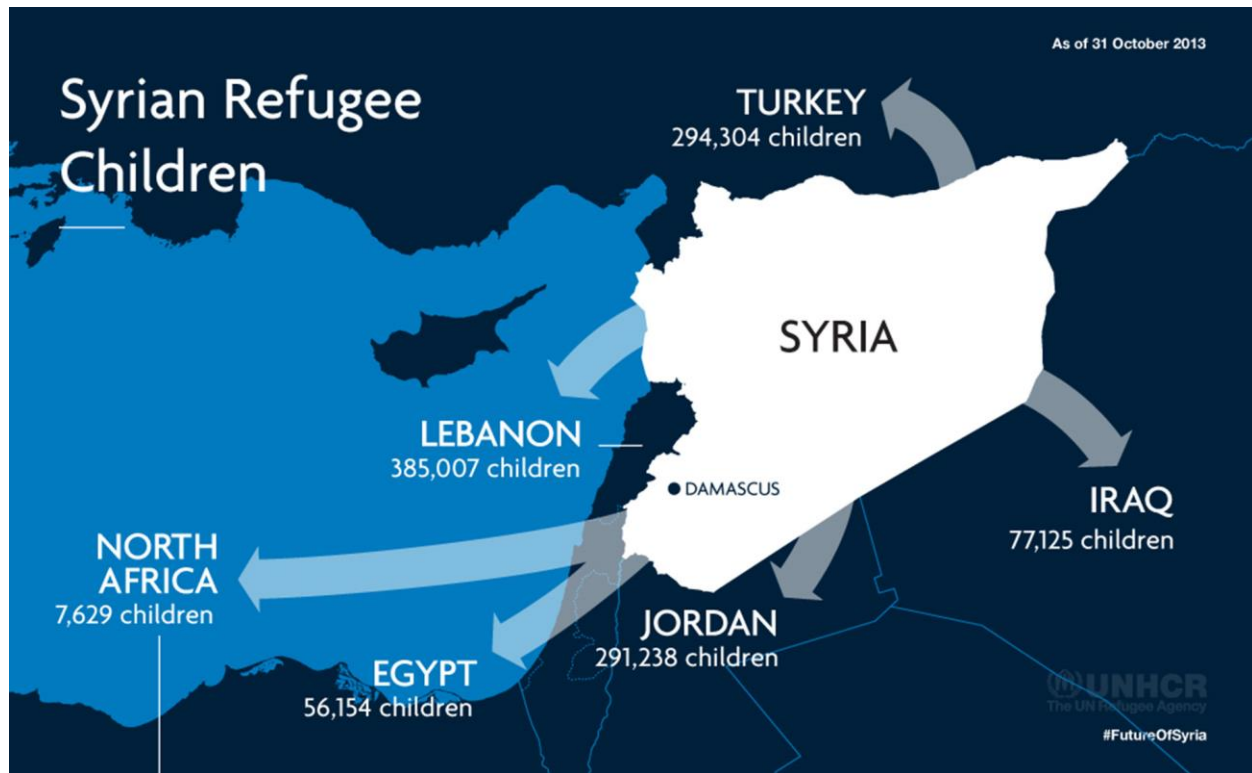 As of 31 October 2013
Syrian Refugee
Children
TURKEY
294,304 children
SYRIA
LEBANON
385,007 children
DAMASCUS
IRAQ
77,125 children
NORTH
AFRICA
7,629 children
JORDAN
291,238 children
EGYPT
56,154 children
UNHCR
The UN Refugee Agency
#FutureOfSyria